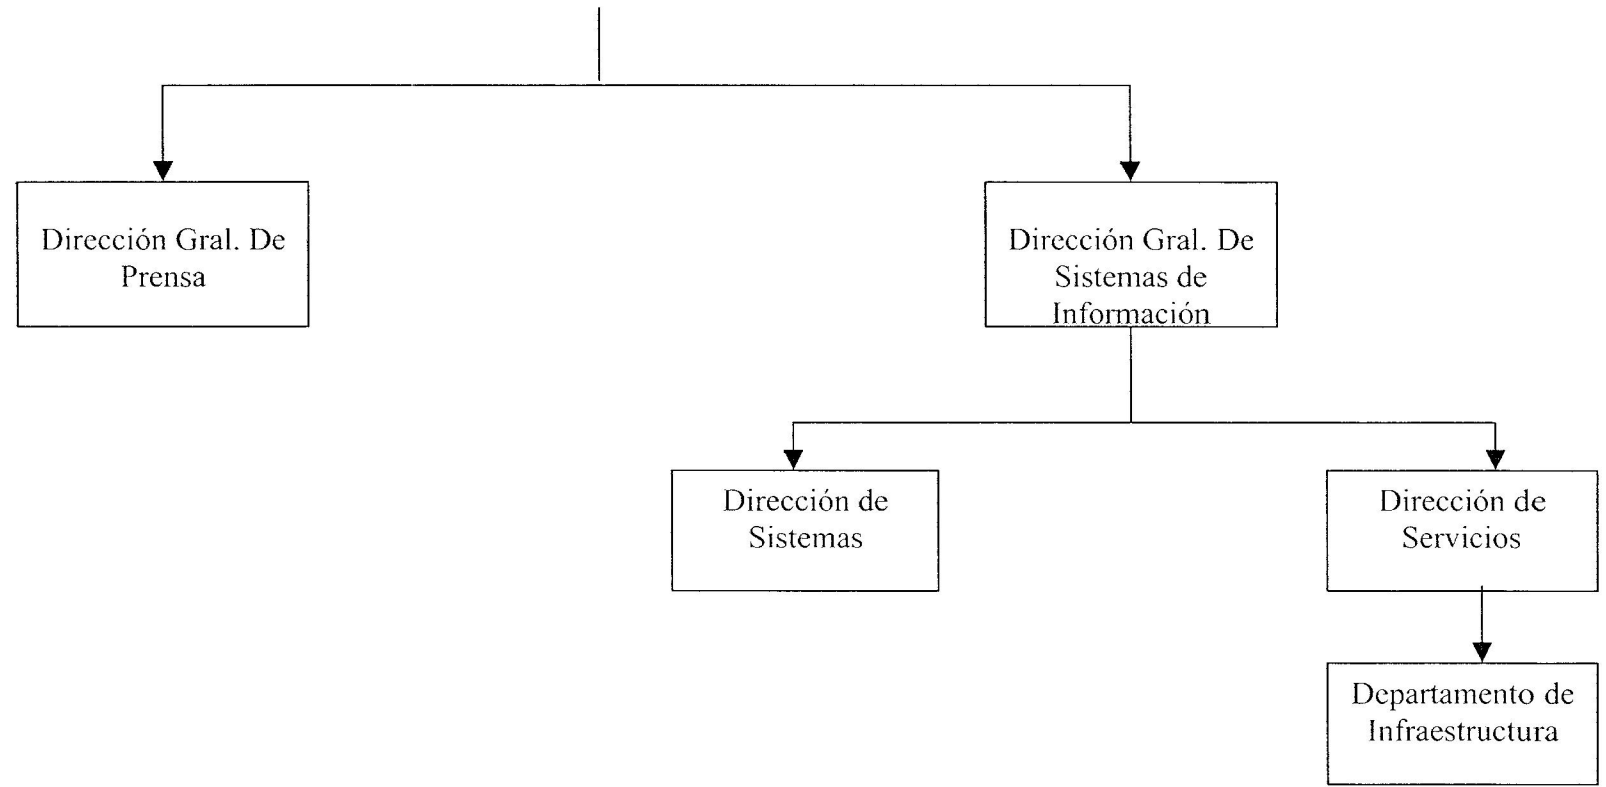 Dirección Gral. De
Prensa
Dirección Gral. De
Sistemas de
Información
Dirección de
Sistemas
Dirección de
Servicios
Departamento de
Infraestructura